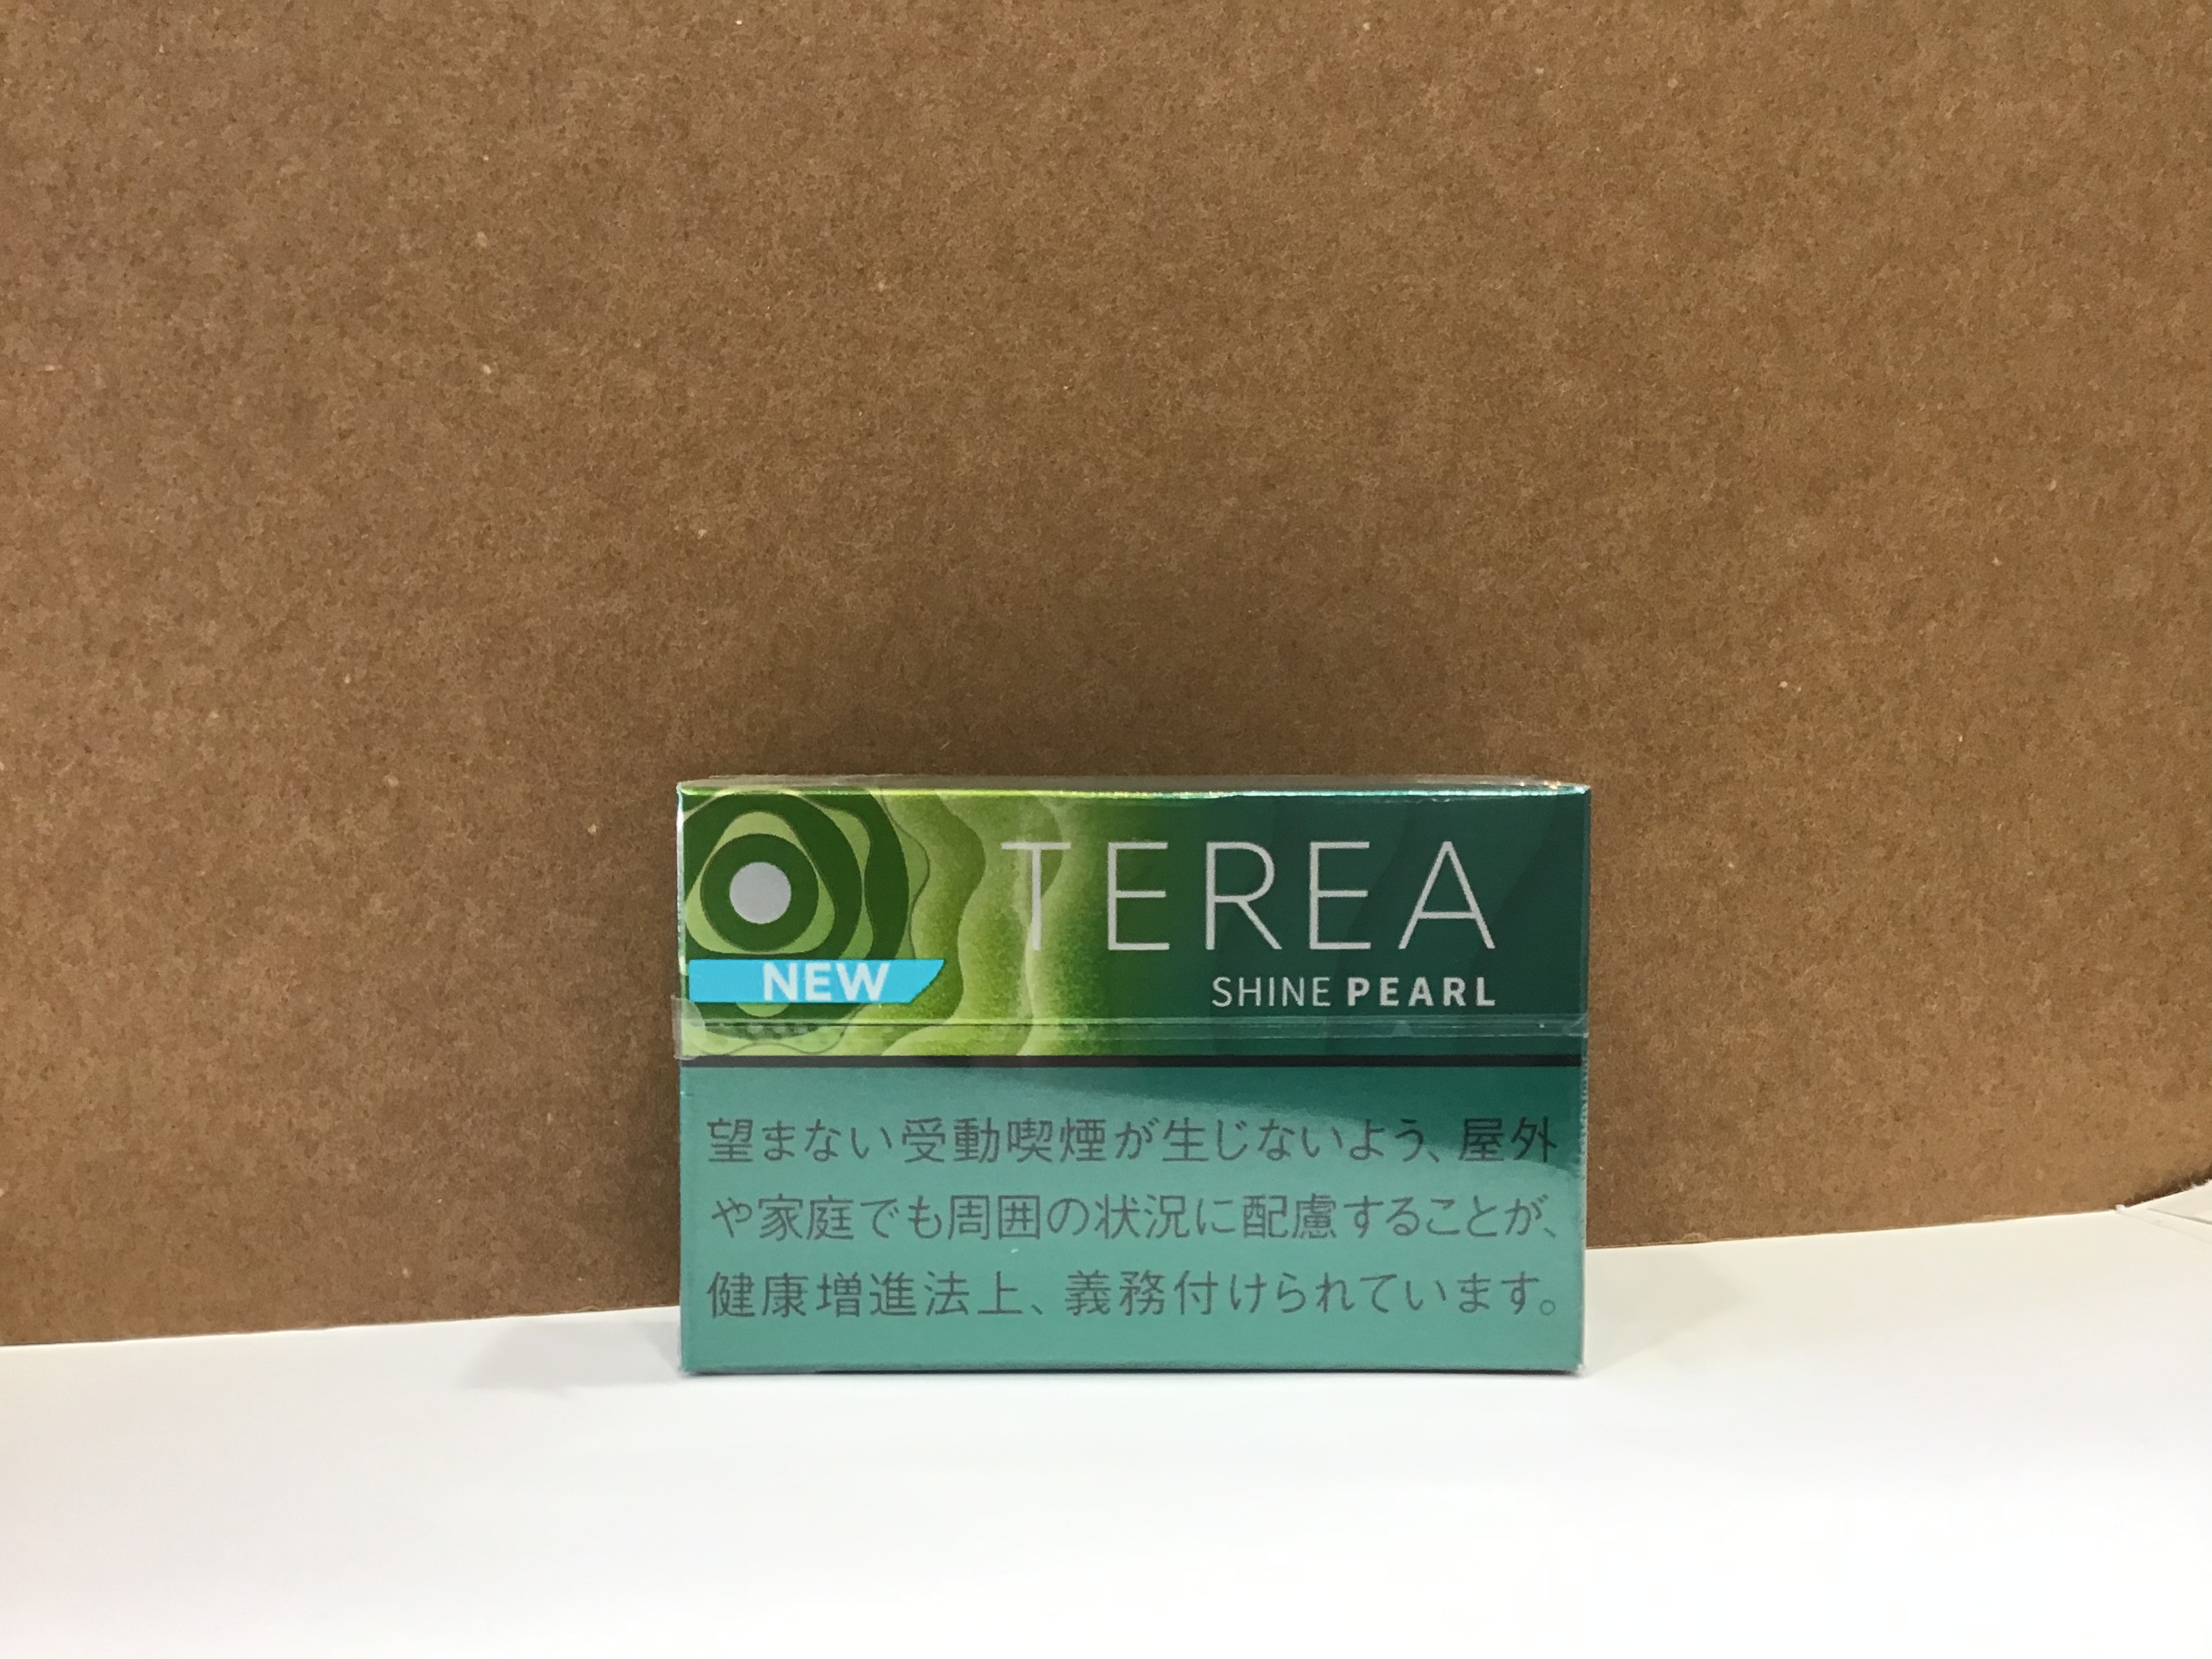 TEREA
NEW
SHINE PEARL
望まない受動喫煙が生じないよう、屋外
や家庭でも周囲の状況に配慮することが、
健康増進法上、義務付けられています。